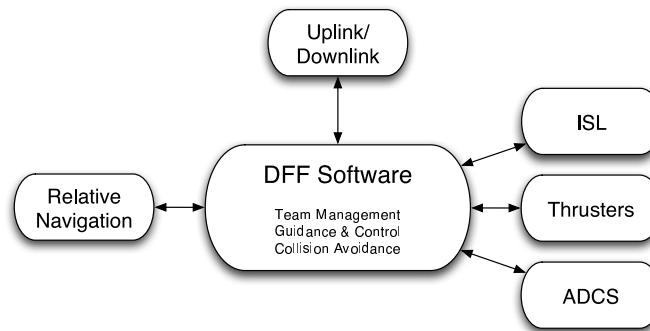 Uplink/
Downlink
ISL
DFF Software
Relative
Navigation
Team Management
Guidance & Control
Collision Avoidance
Thrusters
ADCS